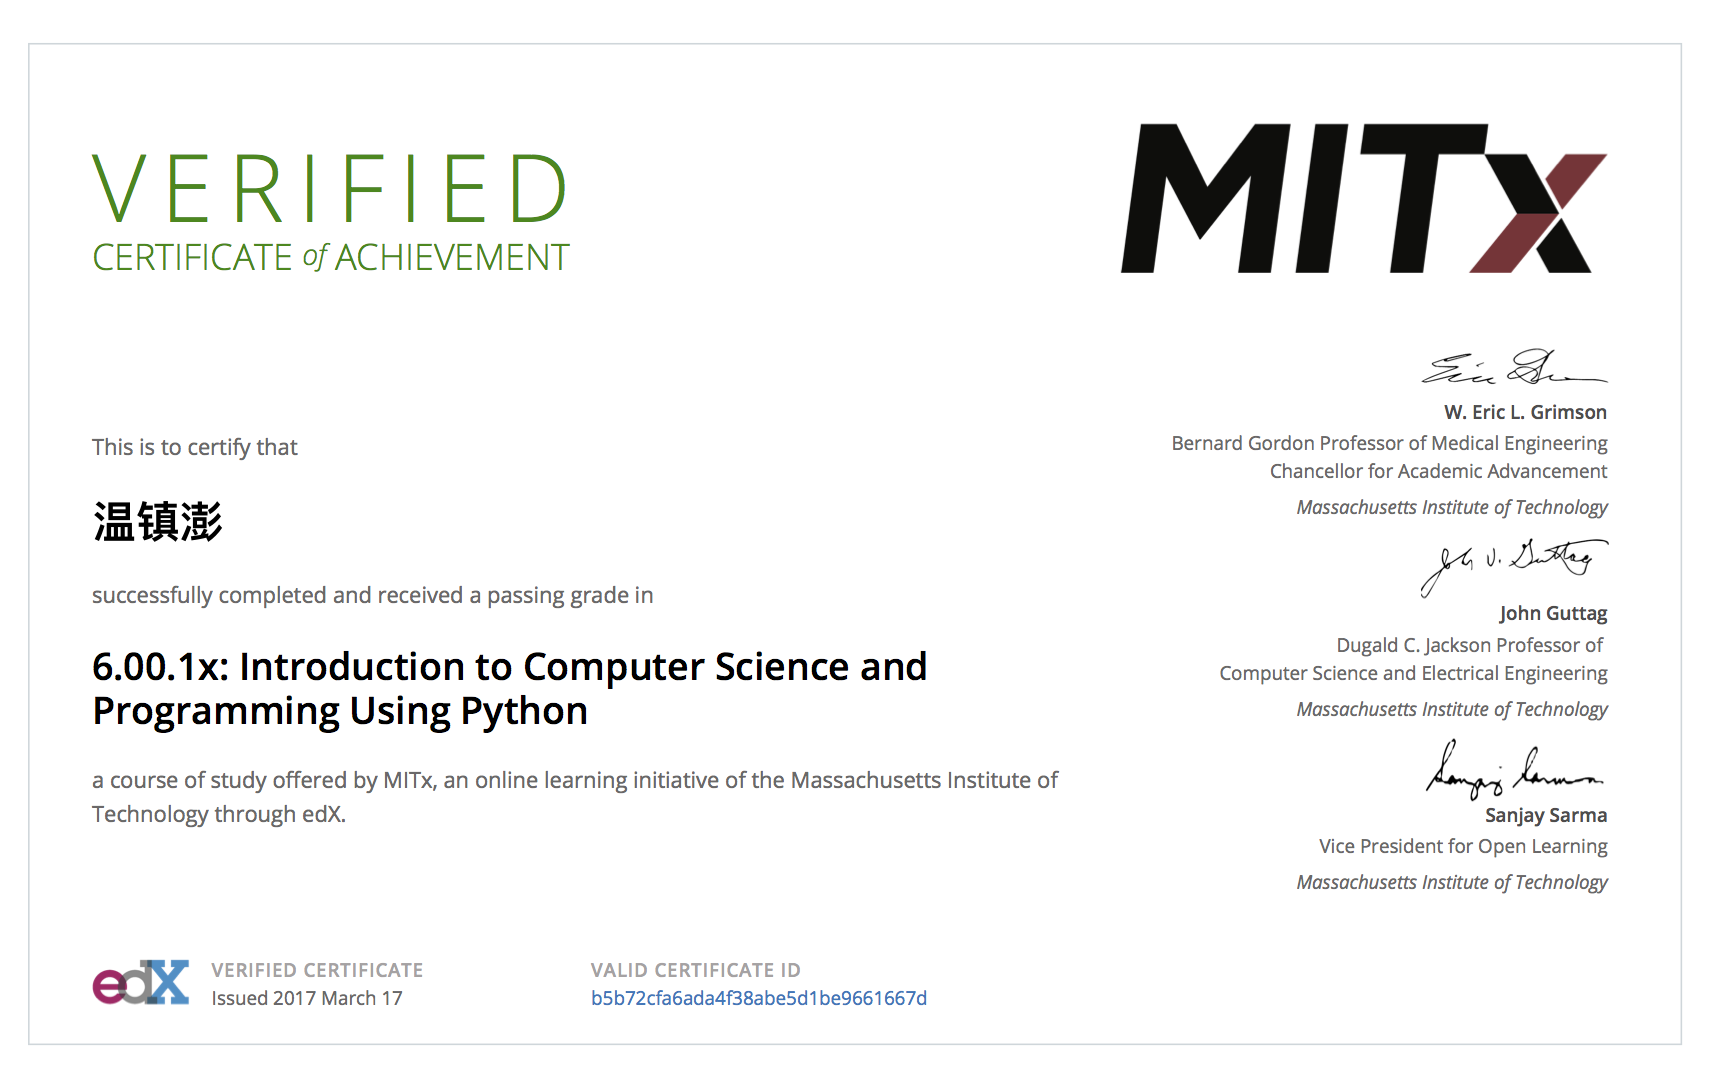 VERIFIED
CERTIFICATE of ACHIEVEMENT
MITx
This is to certify that
温镇澎
successfully completed and received a passing grade in
6.00.1x: Introduction to Computer Science and
Programming Using Python
a course of study offered by MITx, an online learning initiative of the Massachusetts Institute of
Technology through edX.
W. Eric L. Grimson
Bernard Gordon Professor of Medical Engineering
Chancellor for Academic Advancement
Massachusetts Institute of Technology
John V. Guttag
John Guttag
Dugald C. Jackson Professor of
Computer Science and Electrical Engineering
Massachusetts Institute of Technology
Sanjay Sarma
Sanjay Sarma
Vice President for Open Learning
Massachusetts Institute of Technology
edX
VERIFIED CERTIFICATE
Issued 2017 March 17
VALID CERTIFICATE ID
b5b72cfa6ada4f38abe5d1be9661667d